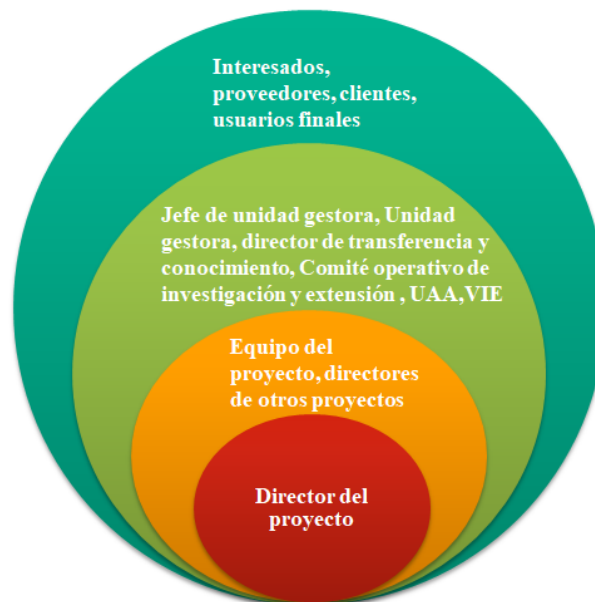 Interesados,
proveedores, clientes,
usuarios finales
Jefe de unidad gestora, Unidad
gestora, director de transferencia y
conocimiento, Comité operativo de
investigación y extensión , UAA,VIE
Equipo del
proyecto, directores
de otros proyectos
Director del
proyecto